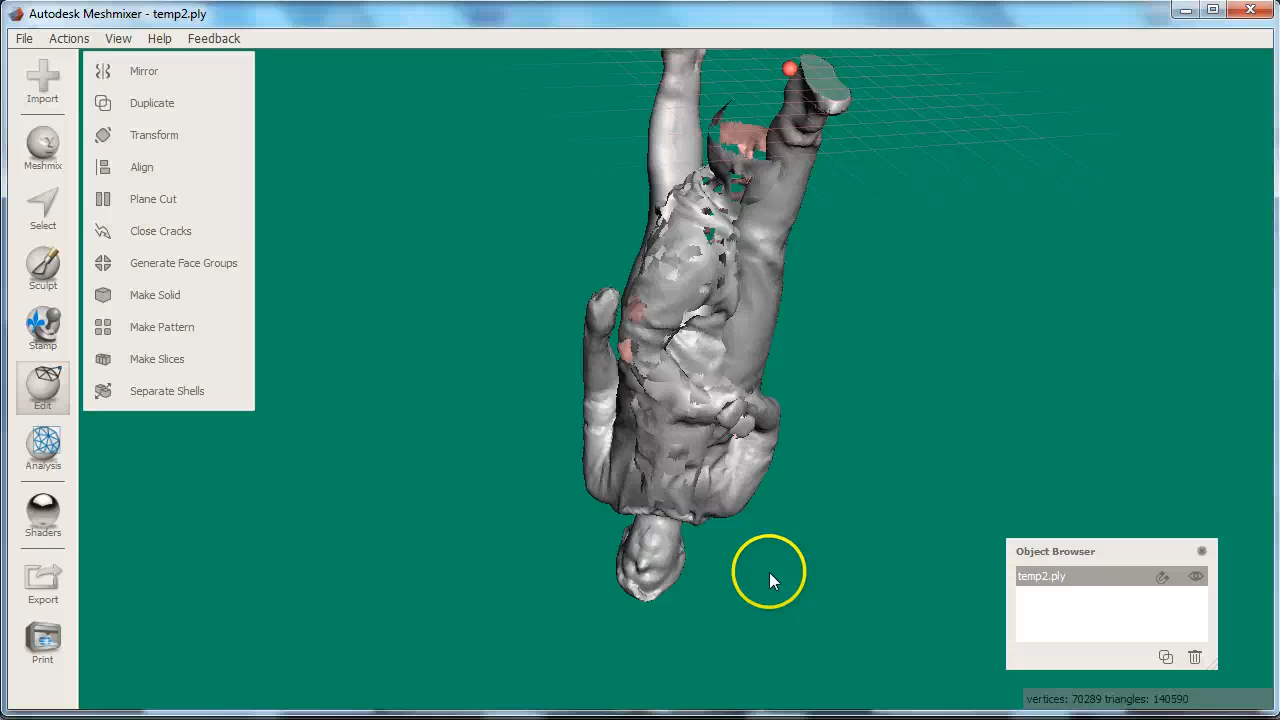 Autodesk Meshmixer - temp2.ply
File Actions View Help Feedback
Import
Meshmix
Select
Sculpt
Stamp
Edit
Analysis
Shaders
Export
Print
Mirror
Duplicate
Transform
Align
Plane Cut
Close Cracks
Generate Face Groups
Make Solid
Make Pattern
Make Slices
Separate Shells
Object Browser
temp2.ply
vertices: 70289 triangles: 140590